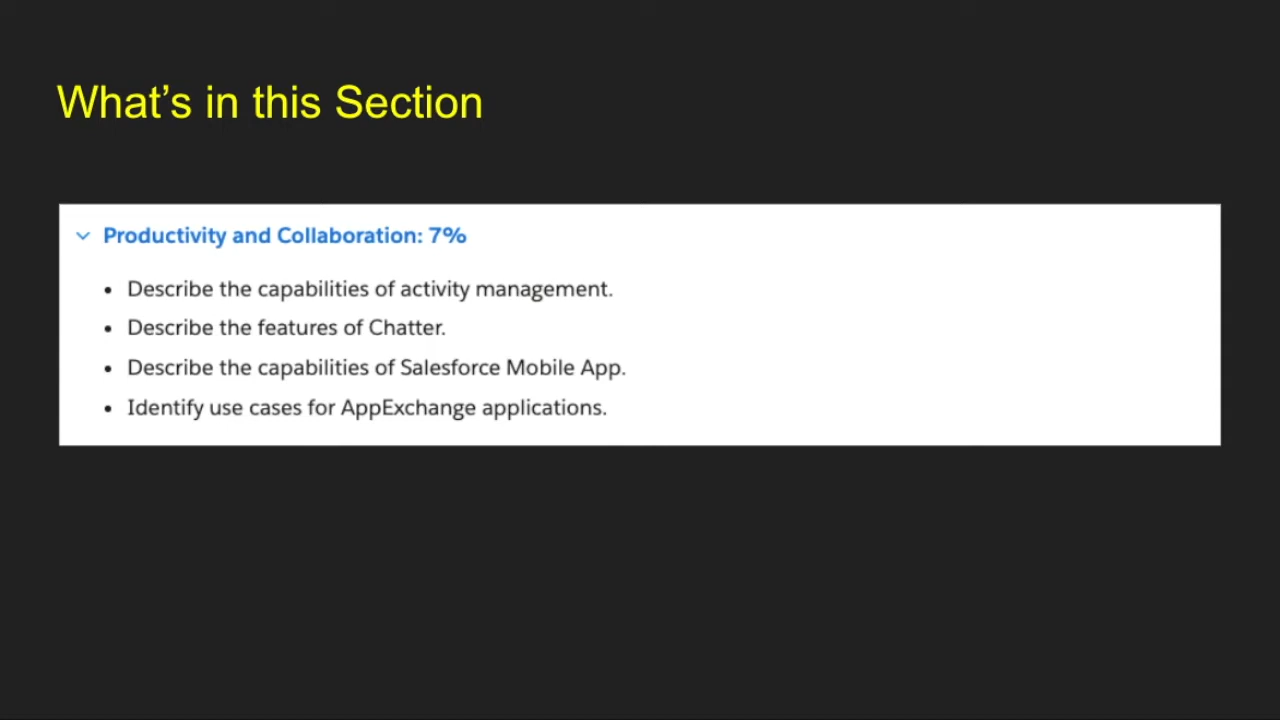 What’s in this Section
Productivity and Collaboration: 7%
• Describe the capabilities of activity management.
• Describe the features of Chatter.
• Describe the capabilities of Salesforce Mobile App.
• Identify use cases for AppExchange applications.